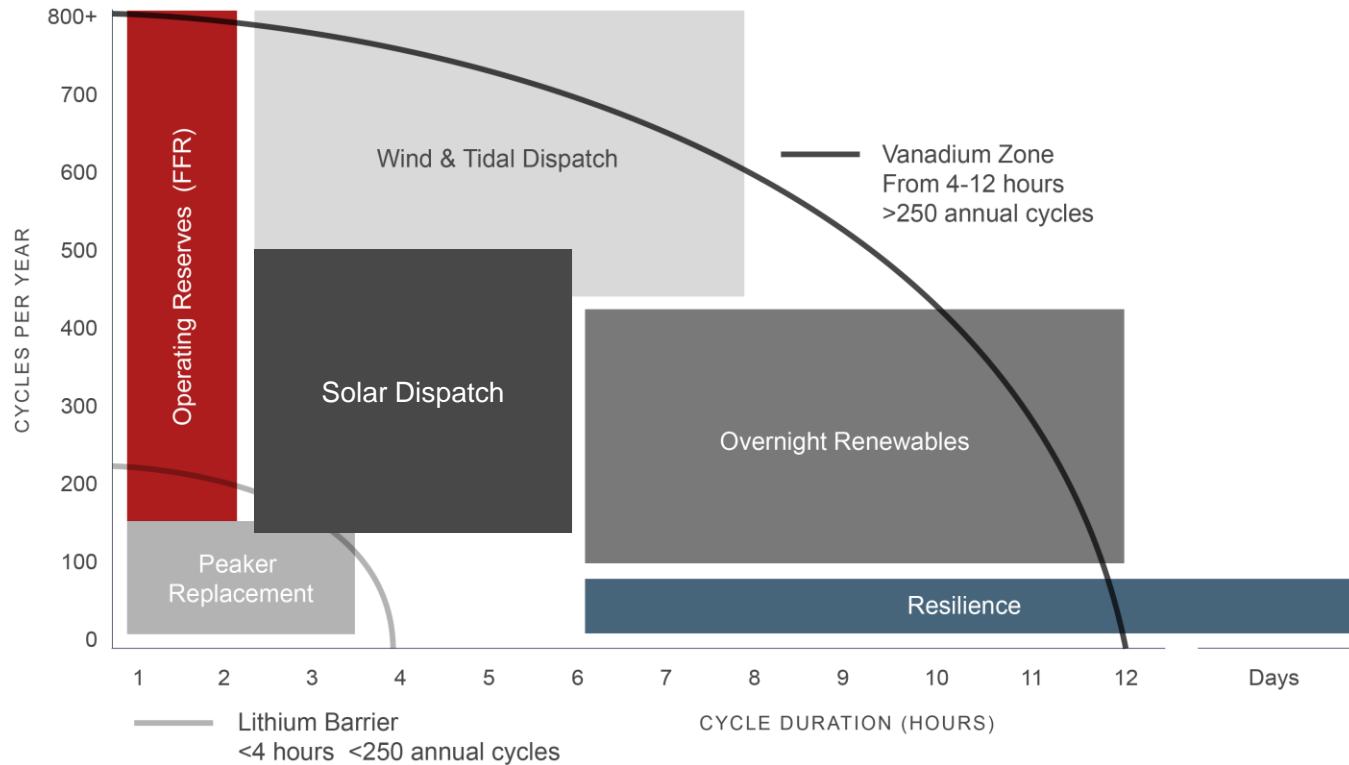 800+
700
600
500
400
300
200
100
0
CYCLES PER YEAR
Operating Reserves (FFR)
Wind & Tidal Dispatch
Vanadium Zone
From 4-12 hours
>250 annual cycles
Solar Dispatch
Overnight Renewables
Peaker
Replacement
Resilience
1 2 3 4 5 6 7 8 9 10 11 12 Days
Lithium Barrier
<4 hours <250 annual cycles
CYCLE DURATION (HOURS)